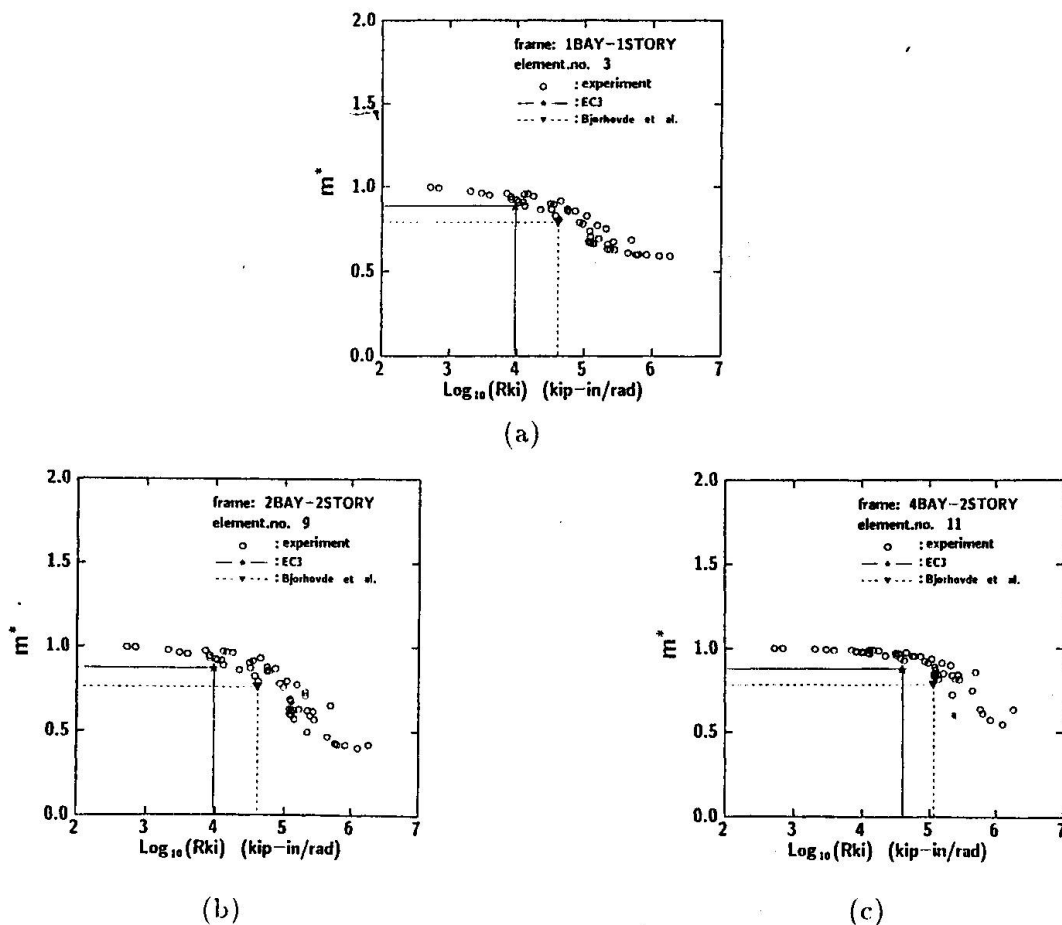 2.0
1.5
1.0
0.5
0.0
m*
frame: 1BAY-1STORY
element.no. 3
: experiment
: EC3
: Bjorhovde et al.
2 3 4 5 6 7
Log₁₀(Rki) (kip-in/rad)
(a)
2.0
1.5
1.0
0.5
0.0
m*
frame: 2BAY-2STORY
element.no. 9
: experiment
: EC3
: Bjorhovde et al.
2 3 4 5 6 7
Log₁₀(Rki) (kip-in/rad)
(b)
2.0
1.5
1.0
0.5
0.0
m*
frame: 4BAY-2STORY
element.no. 11
: experiment
: EC3
: Bjorhovde et al.
2 3 4 5 6 7
Log₁₀(Rki) (kip-in/rad)
(c)